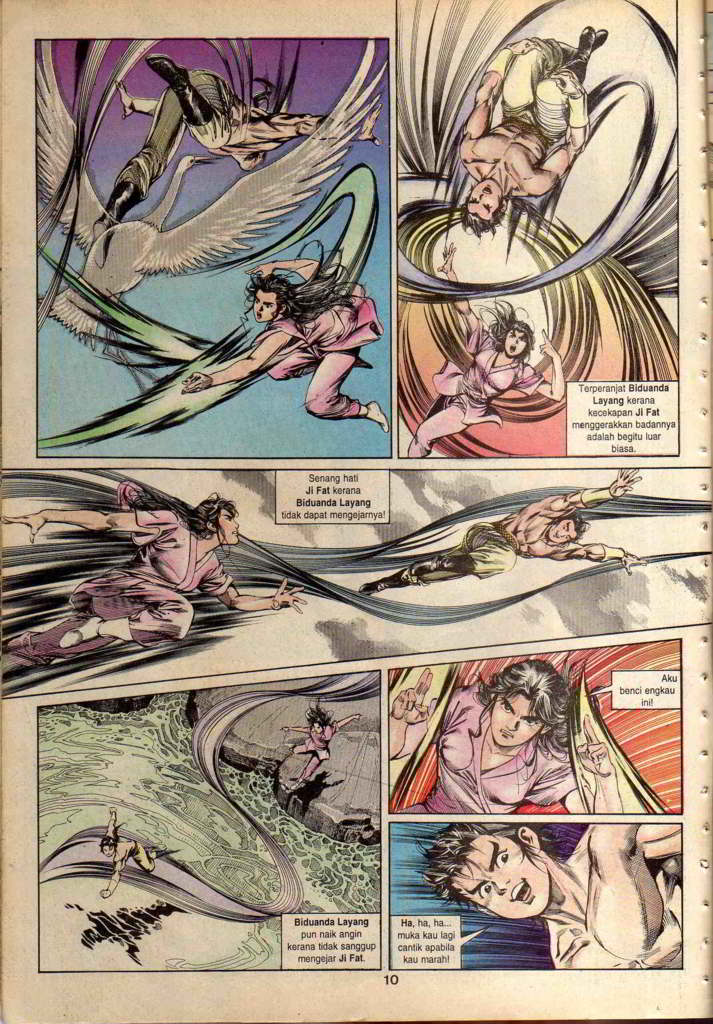 Terperanjat Biduanda
Layang kerana
kecekapan Ji Fat
menggerakkan badannya
adalah begitu luar
biasa.
Senang hati
Ji Fat kerana
Biduanda Layang
tidak dapat mengejarnya!
Aku
benci engkau
ini!
Biduanda Layang
pun naik angin
kerana tidak sanggup
mengejar Ji Fat.
Ha, ha, ha...
muka kau lagi
cantik apabila
kau marah!
10